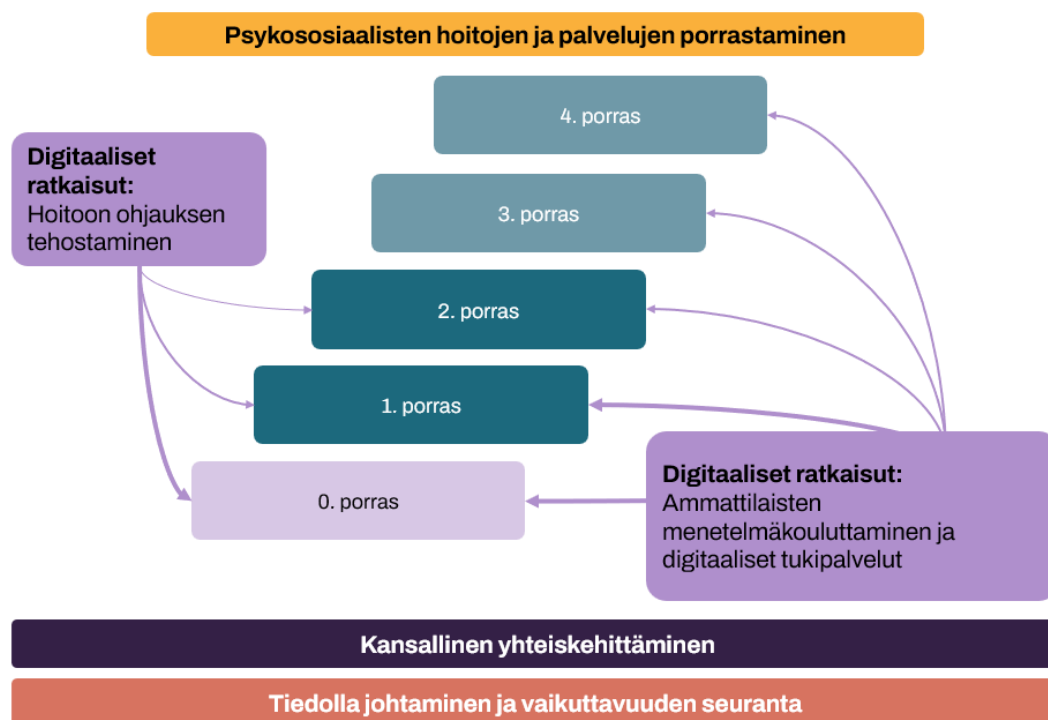 Psykososiaalisten hoitojen ja palvelujen porrastaminen
4. porras
Digitaaliset
ratkaisut:
Hoitoon ohjauksen
tehostaminen
3. porras
2. porras
1. porras
0. porras
Digitaaliset ratkaisut:
Ammattilaisten
menetelmäkouluttaminen ja
digitaaliset tukipalvelut
Kansallinen yhteiskehittäminen
Tiedolla johtaminen ja vaikuttavuuden seuranta